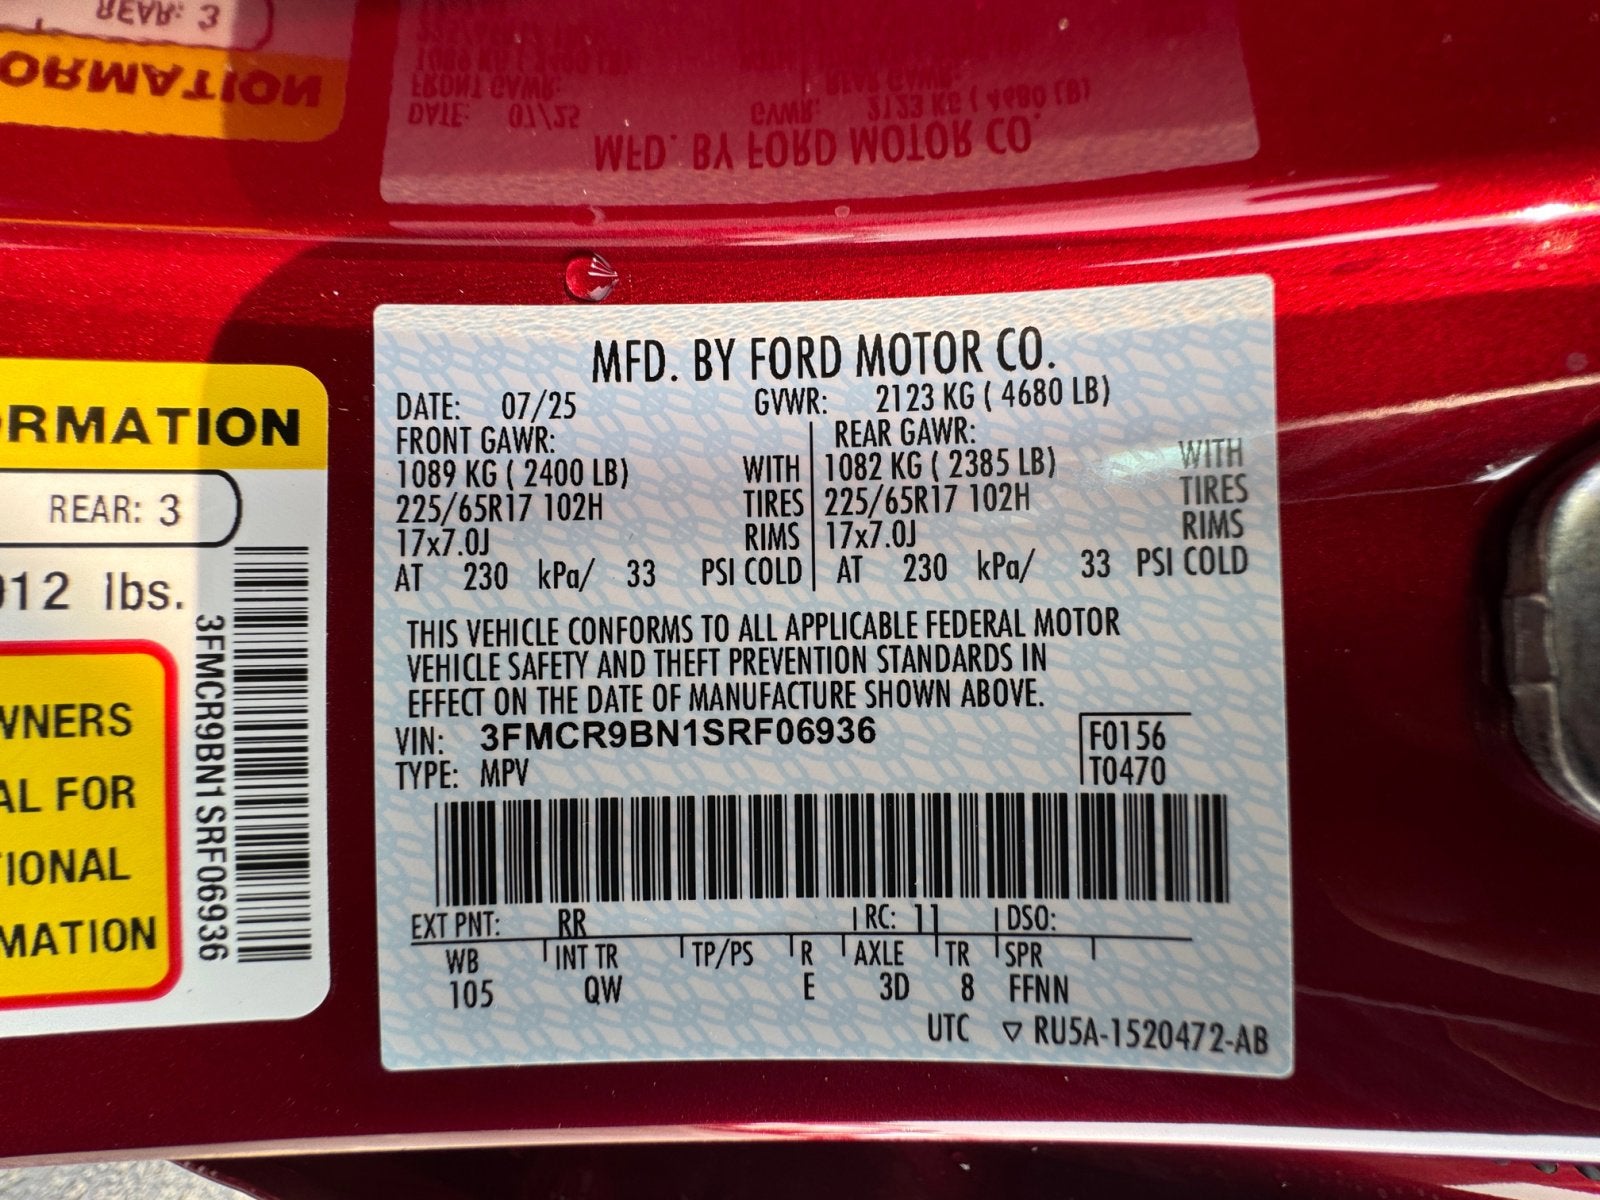 MFD. BY FORD MOTOR CO.
DATE: 07/25 GVWR: 2123 KG ( 4680 LB)
FRONT GAWR: REAR GAWR:
1089 KG ( 2400 LB) WITH 1082 KG ( 2385 LB) WITH
225/65R17 102H TIRES 225/65R17 102H TIRES
17x7.0J RIMS 17x7.0J RIMS
AT 230 kPa/ 33 PSI COLD AT 230 kPa/ 33 PSI COLD
THIS VEHICLE CONFORMS TO ALL APPLICABLE FEDERAL MOTOR
VEHICLE SAFETY AND THEFT PREVENTION STANDARDS IN
EFFECT ON THE DATE OF MANUFACTURE SHOWN ABOVE.
VIN: 3FMCR9BN1SRF06936 F0156
TYPE: MPV T0470
EXT PNT: RR RC: 11 DSO:
WB INT TR TP/PS R AXLE TR SPR
105 QW E 3D 8 FFNN
UTC ▽ RU5A-1520472-AB
ORMATION
REAR: 3
912 lbs.
WNERS
AL FOR
TIONAL
MATION
3FMCR9BN1SRF06936